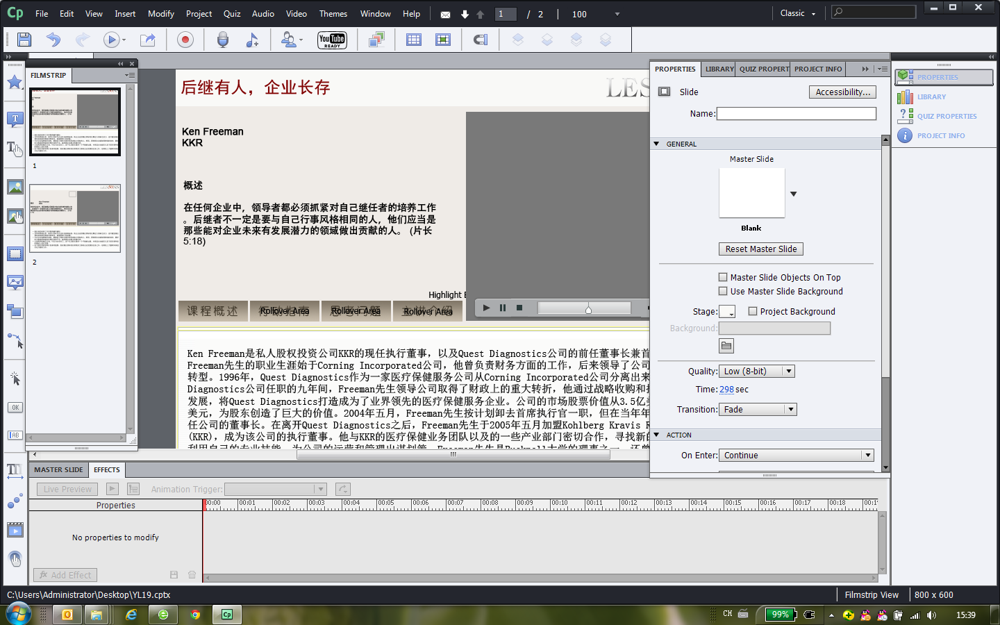 Cp File Edit View Insert Modify Project Quiz Audio Video Themes Window Help 1 / 2 100 Classic
You Tube READY
FILMSTRIP
1
2
后继有人，企业长存
Ken Freeman
KKR
概述
在任何企业中，领导者都必须抓紧对自己继任者的培养工作
。后继者不一定是要与自己行事风格相同的人，他们应当是
那些能对企业未来有发展潜力的领域做出贡献的人。 (片长
5:18)
LES
课程概述
行动指南
Rollover Area
思考问题
Rollover Area
主讲介绍
Rollover Area
Ken Freeman是私人股权投资公司KKR的现任执行董事，以及Quest Diagnostics公司的前任董事长兼首
Freeman先生的职业生涯始于Corning Incorporated公司，他曾负责财务方面的工作，后来领导了公司
转型。1996年，Quest Diagnostics作为一家医疗保健服务公司从Corning Incorporated公司分离出来
Diagnostics公司任职的九年间，Freeman先生领导公司取得了财政上的重大转折，他通过战略收购和
发展，将Quest Diagnostics打造成为了业界领先的医疗保健服务企业。公司的市场股票价值从3.5亿
美元，为股东创造了巨大的价值。2004年五月，Freeman先生按计划卸去首席执行官一职，但在当年年
任公司的董事长。在离开Quest Diagnostics之后，Freeman先生于2005年五月加盟Kohlberg Kravis R
(KKR)，成为该公司的执行董事。他与KKR的医疗保健业务团队以及的一些产业部门密切合作，寻找新的
PROPERTIES LIBRARY QUIZ PROPERT PROJECT INFO
Slide
Accessibility...
Name:
GENERAL
Master Slide
Blank
Reset Master Slide
Master Slide Objects On Top
Use Master Slide Background
Stage:
Project Background
Background:
Quality: Low (8-bit)
Time: 298 sec
Transition: Fade
ACTION
On Enter: Continue
PROPERTIES
LIBRARY
QUIZ PROPERTIES
PROJECT INFO
MASTER SLIDE EFFECTS
Live Preview
Animation Trigger:
Properties
00:00 00:01 00:02 00:03 00:04 00:05 00:06 00:07 00:08 00:09 00:10 00:11 00:12 00:13 00:14 00:15 00:16 00:17 00:18
No properties to modify
fx Add Effect
C:\Users\Administrator\Desktop\YL19.cptx
Filmstrip View
800 x 600
CH
99%
15:39